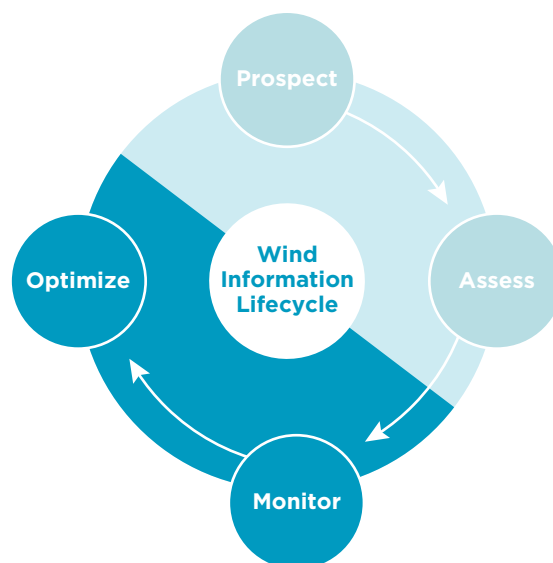 Prospect
Wind
Information
Lifecycle
Optimize
Assess
Monitor